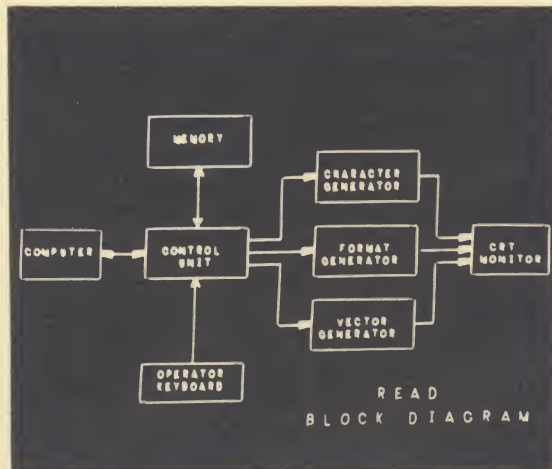 MEMORY
CHARACTER
GENERATOR
COMPUTER
CONTROL
UNIT
FORMAT
GENERATOR
CRT
MONITOR
VECTOR
GENERATOR
OPERATOR
KEYBOARD
READ
BLOCK DIAGRAM